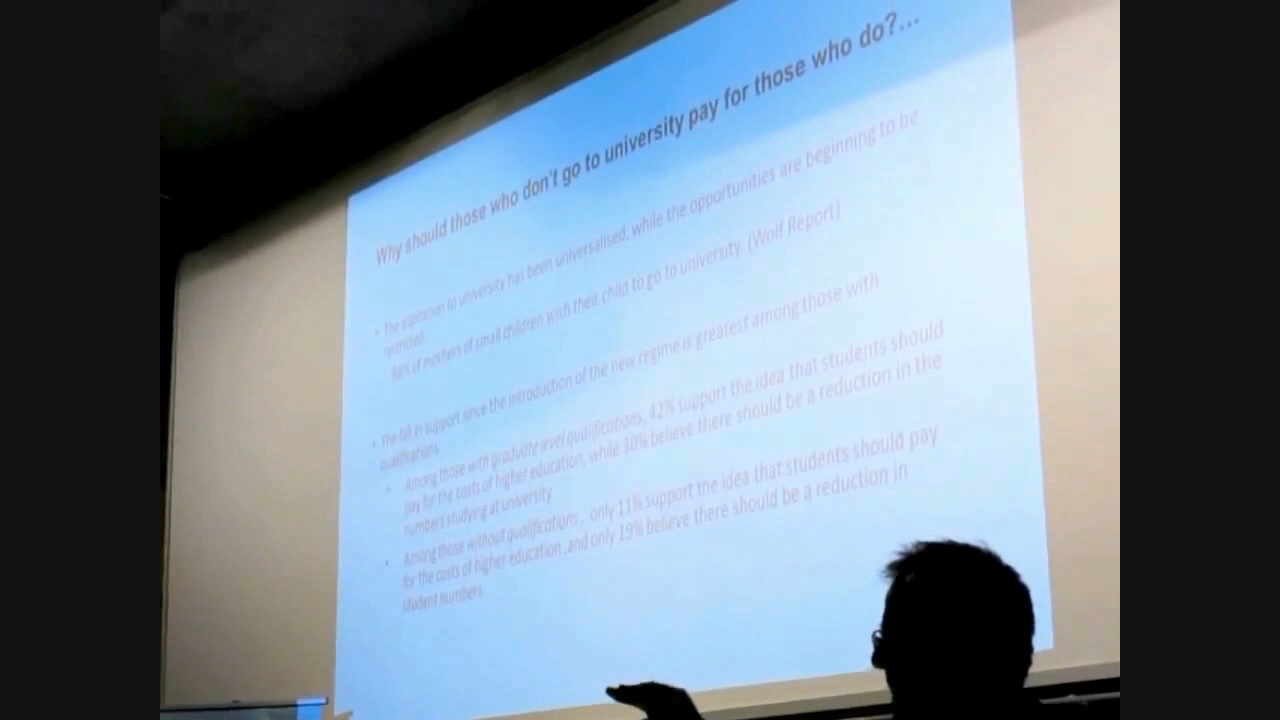 Why should those who don't go to university pay for those who do?...
• The aspiration to university has been universalised, while the opportunities are beginning to be
restricted
98% of mothers of small children wish their child to go to university. (Wolf Report)
• The fall in support since the introduction of the new regime is greatest among those with
qualifications
• Among those with graduate level qualifications, 42% support the idea that students should
pay for the costs of higher education, while 30% believe there should be a reduction in the
numbers studying at university
• Among those without qualifications, only 11% support the idea that students should pay
for the costs of higher education ,and only 19% believe there should be a reduction in
student numbers.